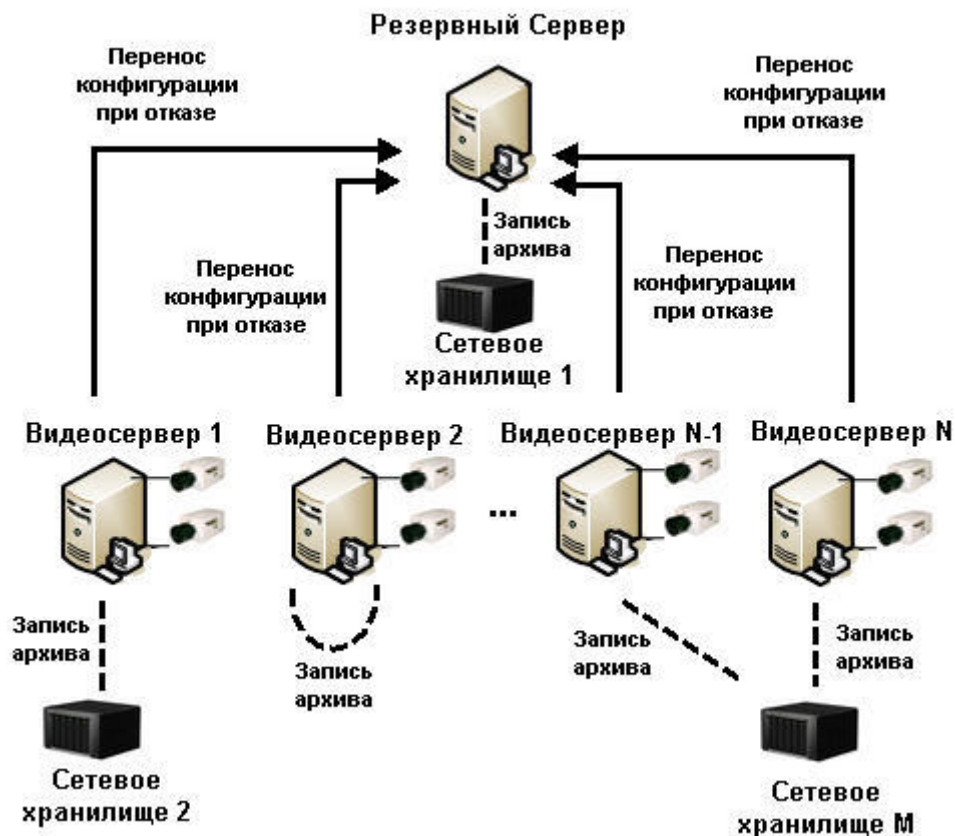 Резервный Сервер
Перенос
конфигурации
при отказе
Перенос
конфигурации
при отказе
Запись
архива
Перенос
конфигурации
при отказе
Перенос
конфигурации
при отказе
Сетевое
хранилище 1
Видеосервер 1
Видеосервер 2
Видеосервер N-1
Видеосервер N
...
Запись
архива
Запись
архива
Запись
архива
Запись
архива
Сетевое
хранилище 2
Сетевое
хранилище M